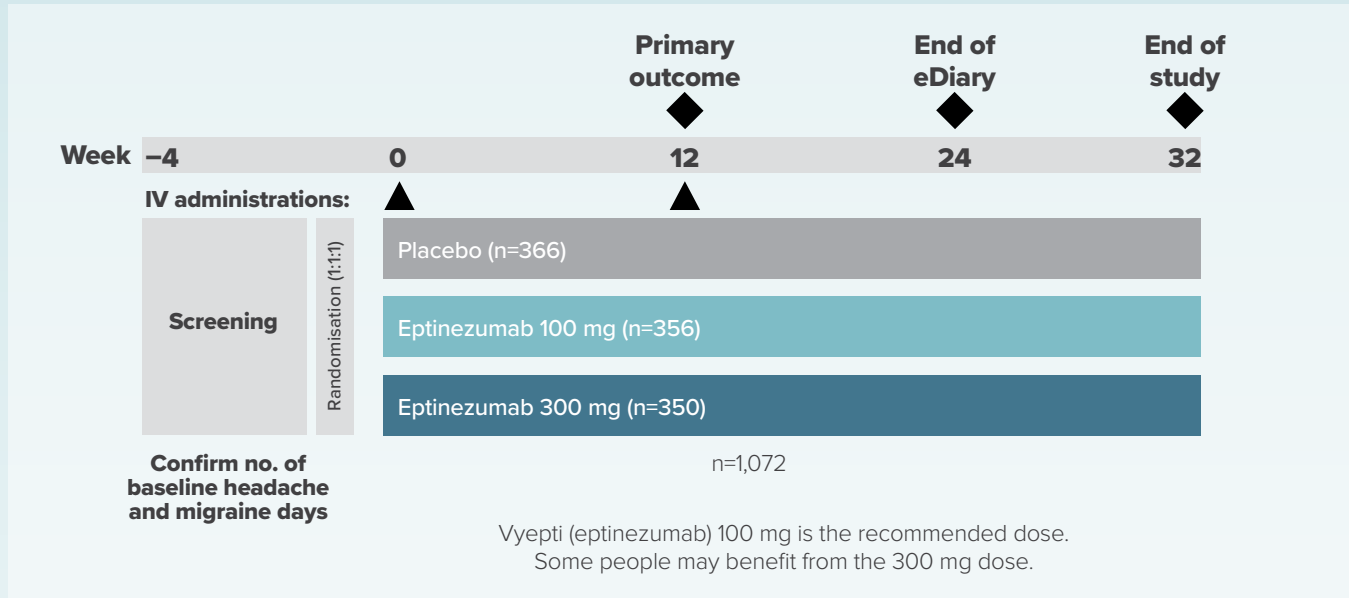 Primary
outcome
End of
eDiary
End of
study
Week –4 0 12 24 32
IV administrations:
Screening
Randomisation (1:1:1)
Placebo (n=366)
Eptinezumab 100 mg (n=356)
Eptinezumab 300 mg (n=350)
Confirm no. of
baseline headache
and migraine days
n=1,072
Vyepti (eptinezumab) 100 mg is the recommended dose.
Some people may benefit from the 300 mg dose.